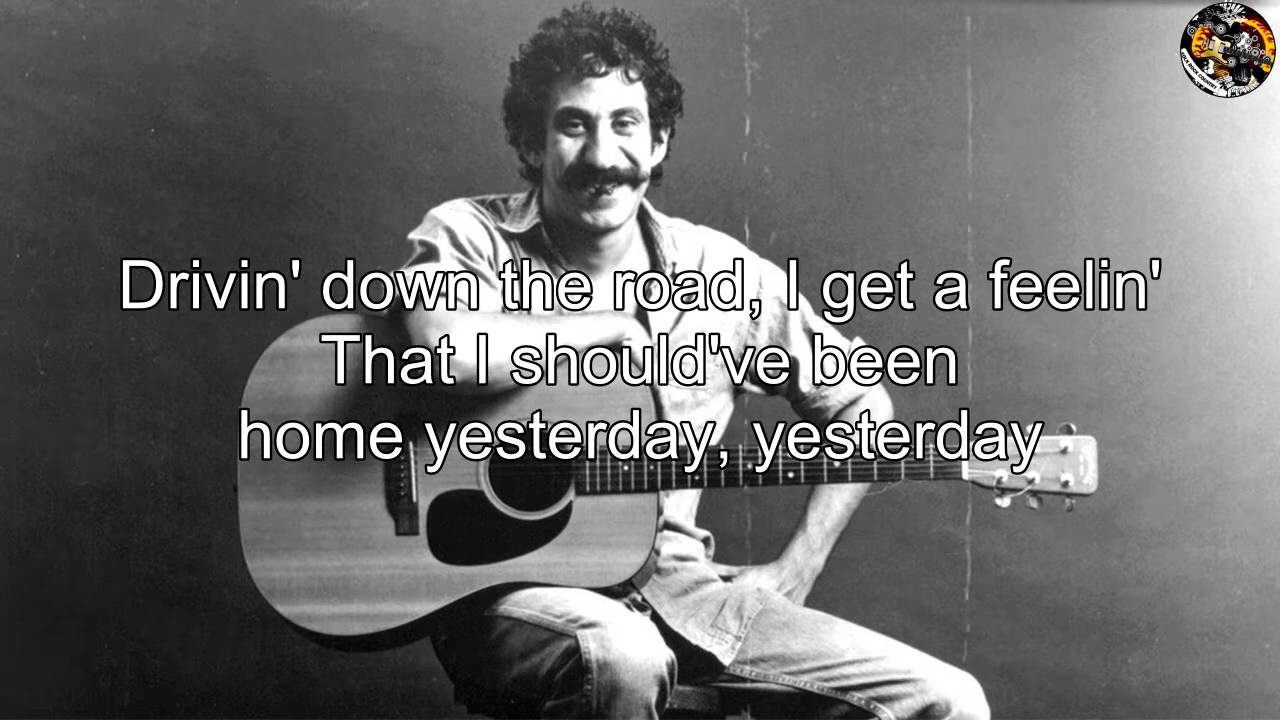 Drivin' down the road, I get a feelin'
That I should've been
home yesterday, yesterday